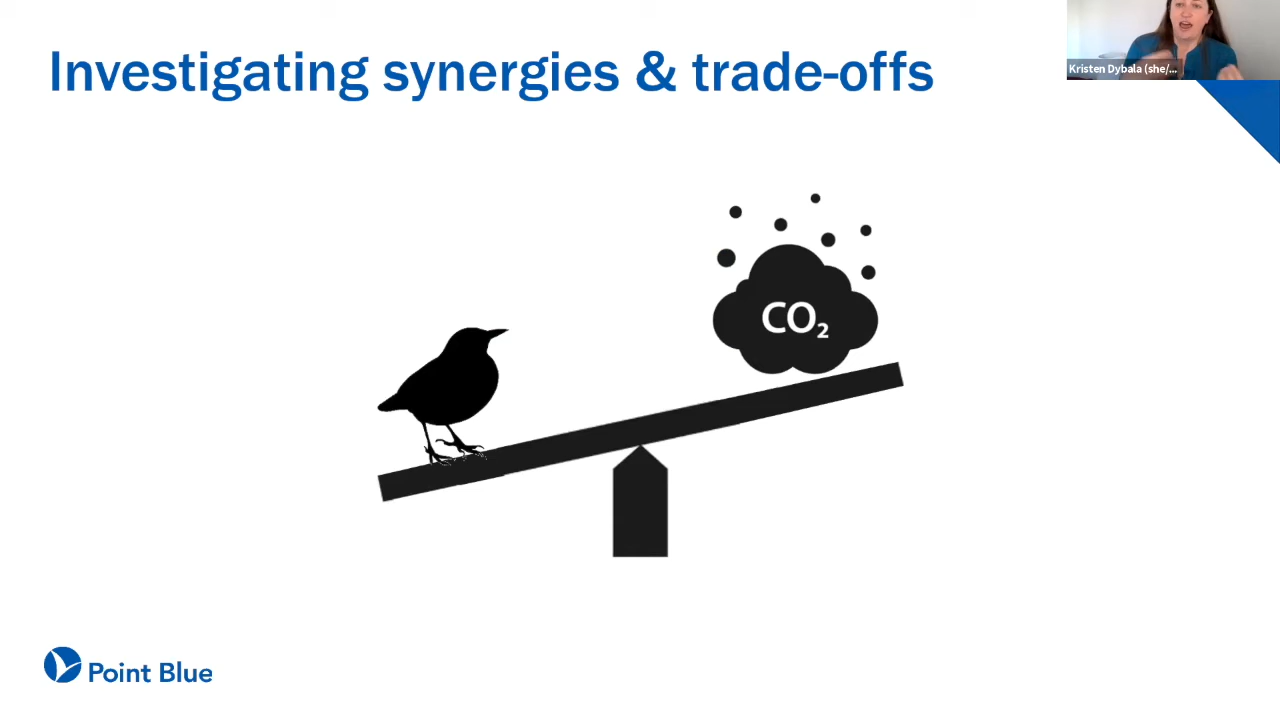 Investigating synergies & trade-offs
Kristen Dybala (she/...
CO₂
Point Blue